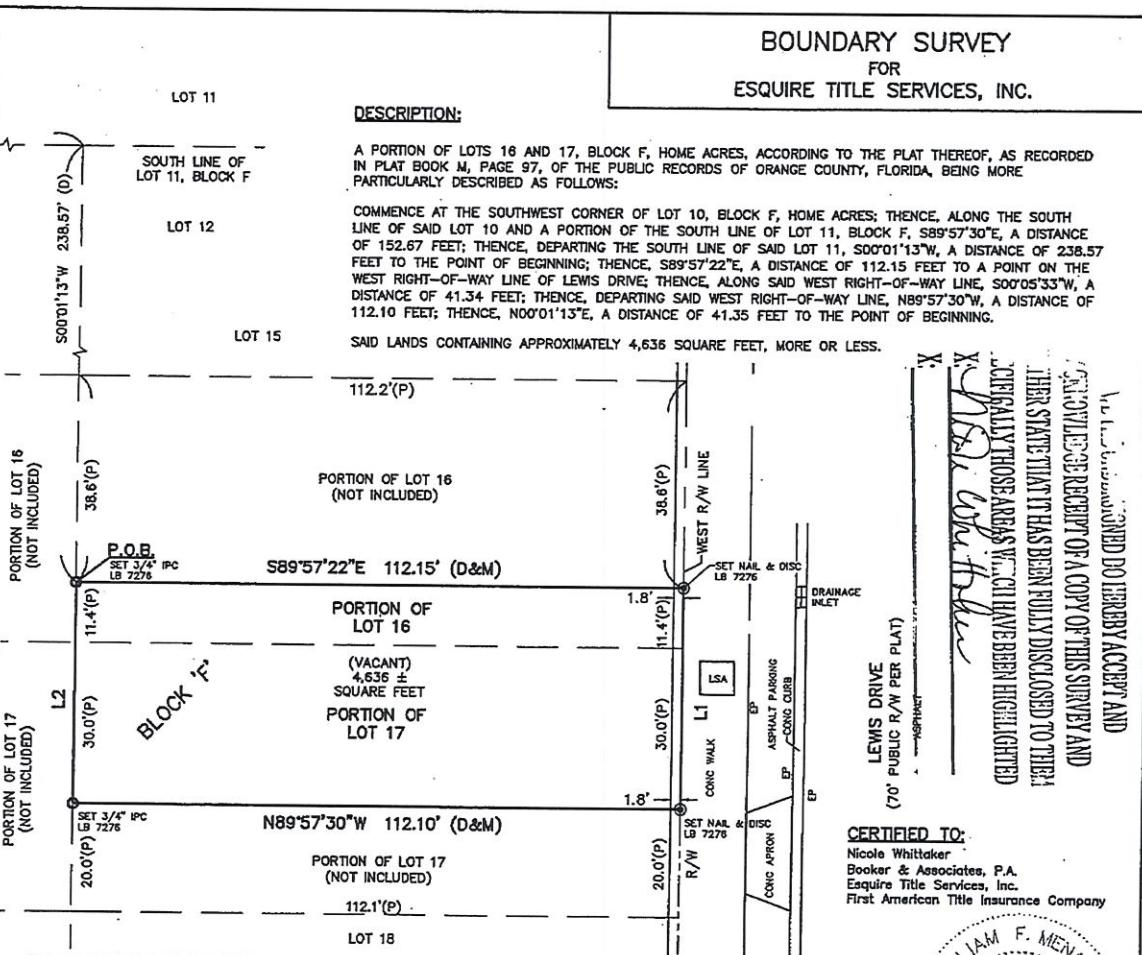 BOUNDARY SURVEY
FOR
ESQUIRE TITLE SERVICES, INC.
LOT 11
DESCRIPTION:
A PORTION OF LOTS 16 AND 17, BLOCK F, HOME ACRES, ACCORDING TO THE PLAT THEREOF, AS RECORDED
IN PLAT BOOK M, PAGE 97, OF THE PUBLIC RECORDS OF ORANGE COUNTY, FLORIDA, BEING MORE
PARTICULARLY DESCRIBED AS FOLLOWS:
COMMENCE AT THE SOUTHWEST CORNER OF LOT 10, BLOCK F, HOME ACRES; THENCE, ALONG THE SOUTH
LINE OF SAID LOT 10 AND A PORTION OF THE SOUTH LINE OF LOT 11, BLOCK F, S89°57'30"E, A DISTANCE
OF 152.67 FEET; THENCE, DEPARTING THE SOUTH LINE OF SAID LOT 11, S00°01'13"W, A DISTANCE OF 238.57
FEET TO THE POINT OF BEGINNING; THENCE, S89°57'22"E, A DISTANCE OF 112.15 FEET TO A POINT ON THE
WEST RIGHT-OF-WAY LINE OF LEWIS DRIVE; THENCE, ALONG SAID WEST RIGHT-OF-WAY LINE, S00°05'33"W, A
DISTANCE OF 41.34 FEET; THENCE, DEPARTING SAID WEST RIGHT-OF-WAY LINE, N89°57'30"W, A DISTANCE OF
112.10 FEET; THENCE, N00°01'13"E, A DISTANCE OF 41.35 FEET TO THE POINT OF BEGINNING.
SAID LANDS CONTAINING APPROXIMATELY 4,636 SQUARE FEET, MORE OR LESS.
SOUTH LINE OF
LOT 11, BLOCK F
S00°01'13"W 238.57' (D)
LOT 12
LOT 15
112.2'(P)
PORTION OF LOT 16
(NOT INCLUDED)
38.6'(P)
PORTION OF LOT 16
(NOT INCLUDED)
38.6'(P)
WEST R/W LINE
P.O.B.
SET 3/4" IPC
LB 7276
S89°57'22"E 112.15' (D&M)
SET NAIL & DISC
LB 7276
1.8'
11.4'(P)
PORTION OF
LOT 16
11.4'(P)
DRAINAGE
INLET
(VACANT)
4,636 ±
SQUARE FEET
PORTION OF
LOT 17
BLOCK 'F'
L2
30.0'(P)
PORTION OF LOT 17
(NOT INCLUDED)
30.0'(P)
L1
LSA
CONC WALK
EP
ASPHALT PARKING
CONC CURB
EP
EP
LEWIS DRIVE
(70' PUBLIC R/W PER PLAT)
ASPHALT
1.8'
SET 3/4" IPC
LB 7276
N89°57'30"W 112.10' (D&M)
SET NAIL & DISC
LB 7276
20.0'(P)
PORTION OF LOT 17
(NOT INCLUDED)
20.0'(P)
R/W
CONC APRON
112.1'(P)
LOT 18
DO HEREBY ACCEPT AND
RECEIPT OF A COPY OF THIS SURVEY AND
STATE THAT IT HAS BEEN FULLY DISCLOSED TO THEM
THOSE AREAS HAVE BEEN HIGHLIGHTED
X
Nicole Whittaker
X
CERTIFIED TO:
Nicole Whittaker
Booker & Associates, P.A.
Esquire Title Services, Inc.
First American Title Insurance Company
F.